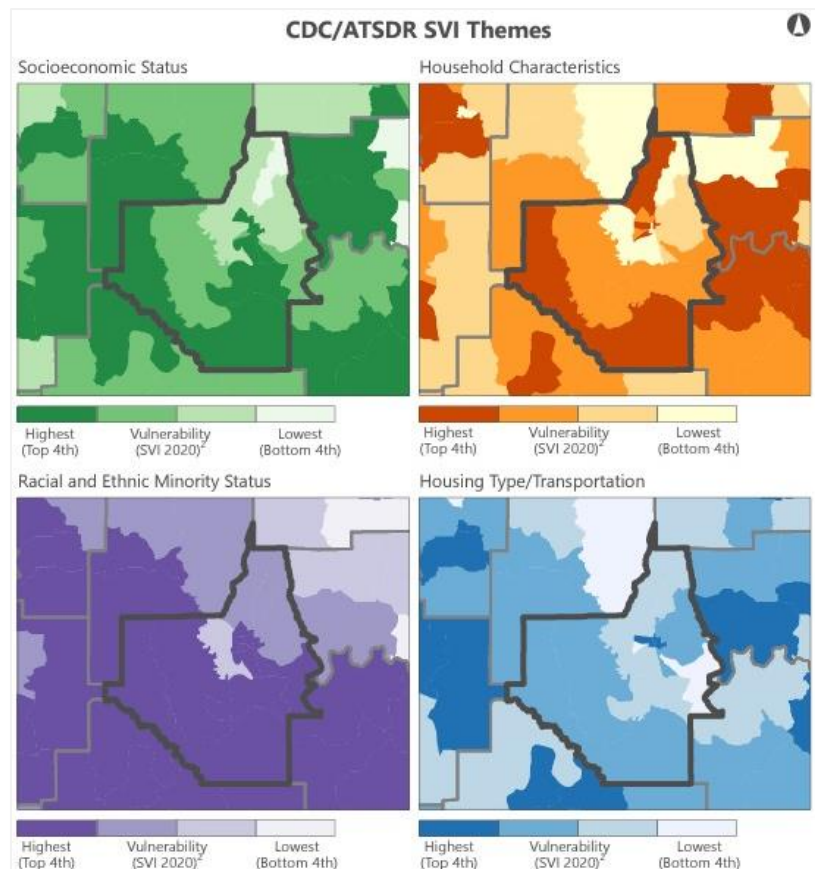 CDC/ATSDR SVI Themes
Socioeconomic Status
Household Characteristics
Highest (Top 4th)
Vulnerability (SVI 2020)²
Lowest (Bottom 4th)
Highest (Top 4th)
Vulnerability (SVI 2020)²
Lowest (Bottom 4th)
Racial and Ethnic Minority Status
Housing Type/Transportation
Highest (Top 4th)
Vulnerability (SVI 2020)²
Lowest (Bottom 4th)
Highest (Top 4th)
Vulnerability (SVI 2020)²
Lowest (Bottom 4th)